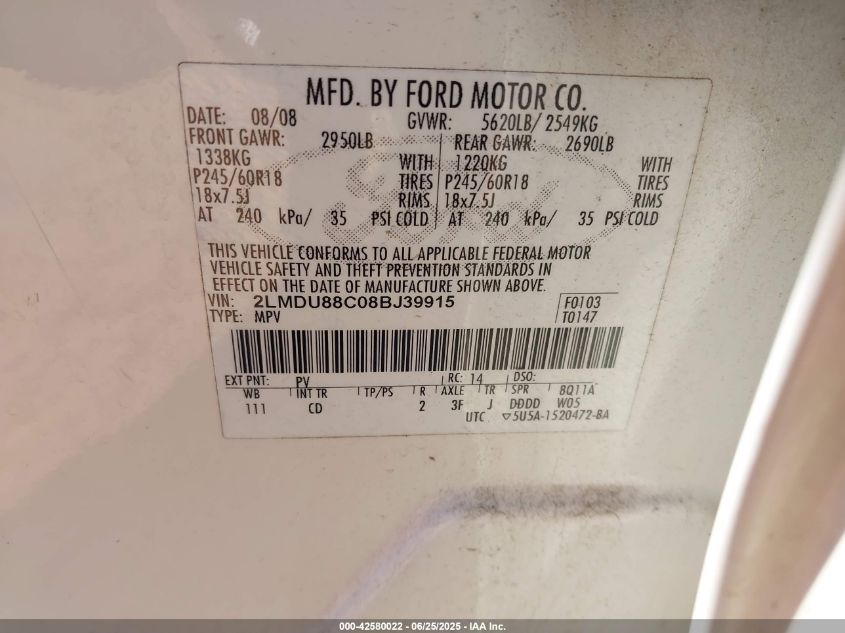 MFD. BY FORD MOTOR CO.
DATE: 08/08 GVWR: 5620LB/ 2549KG
FRONT GAWR: 2950LB REAR GAWR: 2690LB
1338KG WITH 1220KG WITH
P245/60R18 TIRES P245/60R18 TIRES
18x7.5J RIMS 18x7.5J RIMS
AT 240 kPa/ 35 PSI COLD AT 240 kPa/ 35 PSI COLD
Ford
THIS VEHICLE CONFORMS TO ALL APPLICABLE FEDERAL MOTOR
VEHICLE SAFETY AND THEFT PREVENTION STANDARDS IN
EFFECT ON THE DATE OF MANUFACTURE SHOWN ABOVE.
VIN: 2LMDU88C08BJ39915 F0103
TYPE: MPV T0147
EXT PNT: PV RC: 14 DSO:
WB INT TR TP/PS R AXLE TR SPR 8Q11A
111 CD 2 3F J DDDD W05
UTC ▽5U5A-1520472-BA
000-42580022 - 06/25/2025 - IAA Inc.